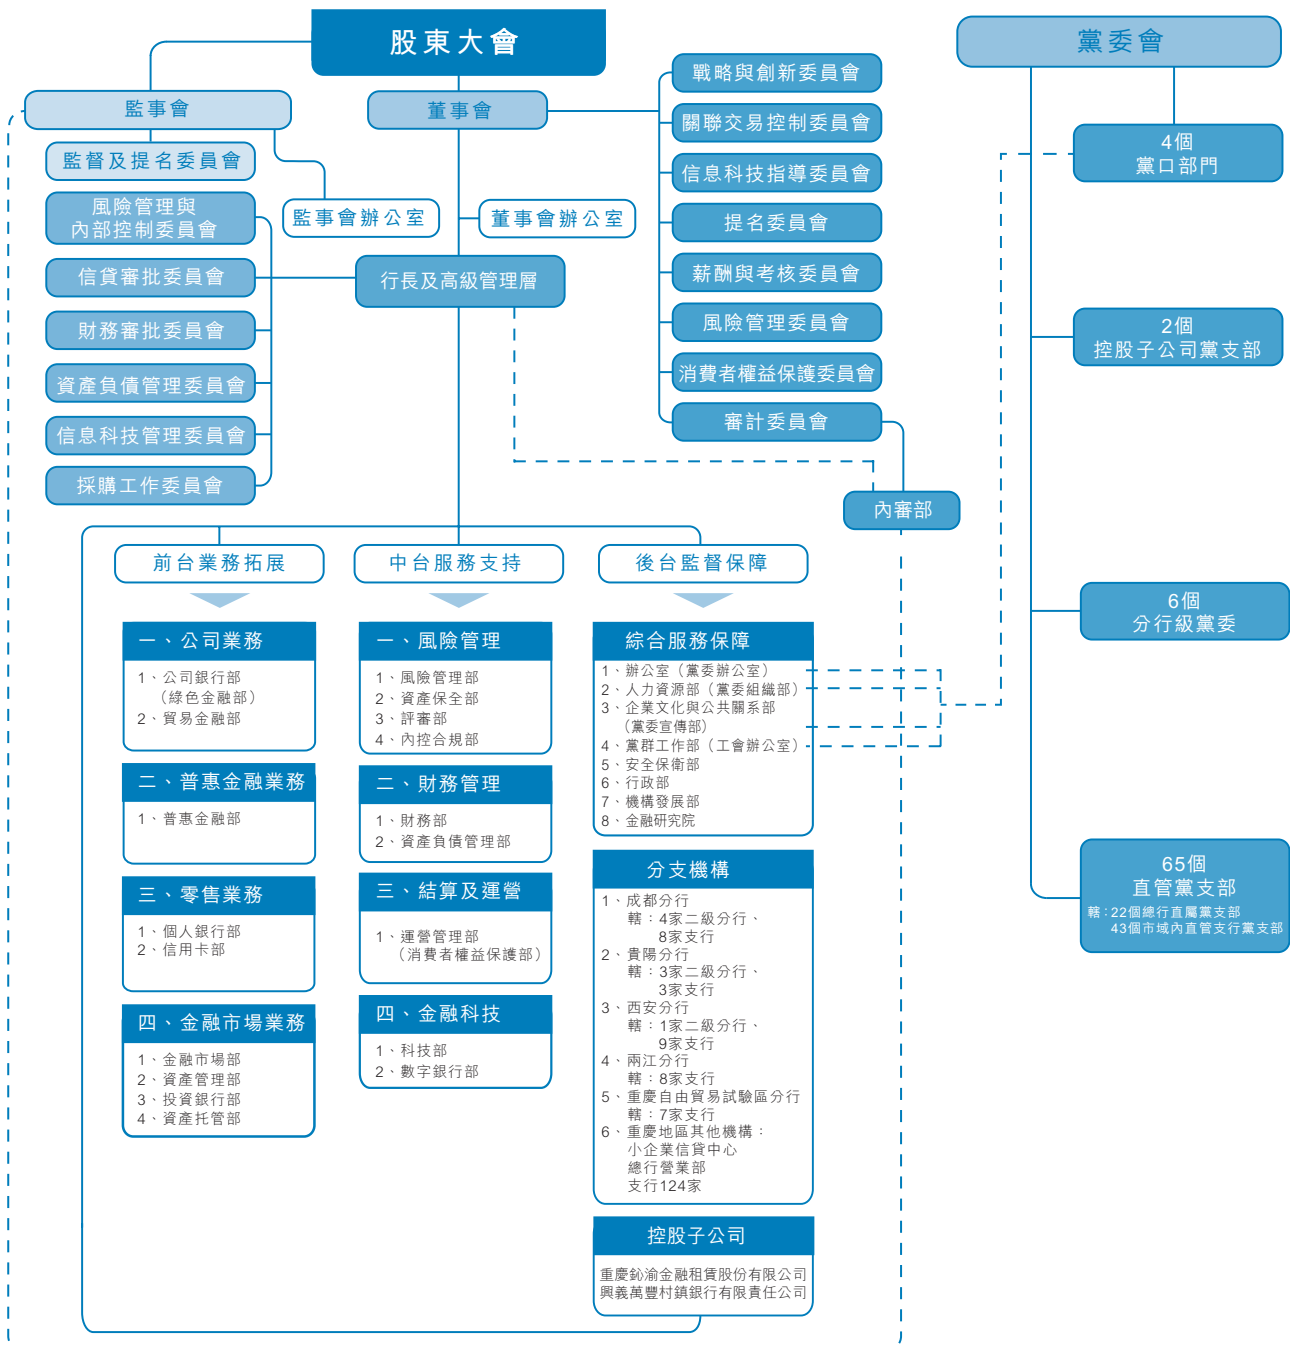 股東大會
黨委會
監事會
董事會
監督及提名委員會
監事會辦公室
董事會辦公室
風險管理與
內部控制委員會
信貸審批委員會
財務審批委員會
資產負債管理委員會
信息科技管理委員會
採購工作委員會
行長及高級管理層
戰略與創新委員會
關聯交易控制委員會
信息科技指導委員會
提名委員會
薪酬與考核委員會
風險管理委員會
消費者權益保護委員會
審計委員會
內審部
4個
黨口部門
2個
控股子公司黨支部
6個
分行級黨委
65個
直管黨支部
轄：22個總行直屬黨支部
43個市域內直管支行黨支部
前台業務拓展
一、公司業務
1、公司銀行部
（綠色金融部）
2、貿易金融部
二、普惠金融業務
1、普惠金融部
三、零售業務
1、個人銀行部
2、信用卡部
四、金融市場業務
1、金融市場部
2、資產管理部
3、投資銀行部
4、資產托管部
中台服務支持
一、風險管理
1、風險管理部
2、資產保全部
3、評審部
4、內控合規部
二、財務管理
1、財務部
2、資產負債管理部
三、結算及運營
1、運營管理部
（消費者權益保護部）
四、金融科技
1、科技部
2、數字銀行部
後台監督保障
綜合服務保障
1、辦公室（黨委辦公室）
2、人力資源部（黨委組織部）
3、企業文化與公共關系部
（黨委宣傳部）
4、黨群工作部（工會辦公室）
5、安全保衛部
6、行政部
7、機構發展部
8、金融研究院
分支機構
1、成都分行
轄：4家二級分行、
8家支行
2、貴陽分行
轄：3家二級分行、
3家支行
3、西安分行
轄：1家二級分行、
9家支行
4、兩江分行
轄：8家支行
5、重慶自由貿易試驗區分行
轄：7家支行
6、重慶地區其他機構：
小企業信貸中心
總行營業部
支行124家
控股子公司
重慶鈊渝金融租賃股份有限公司
興義萬豐村鎮銀行有限責任公司